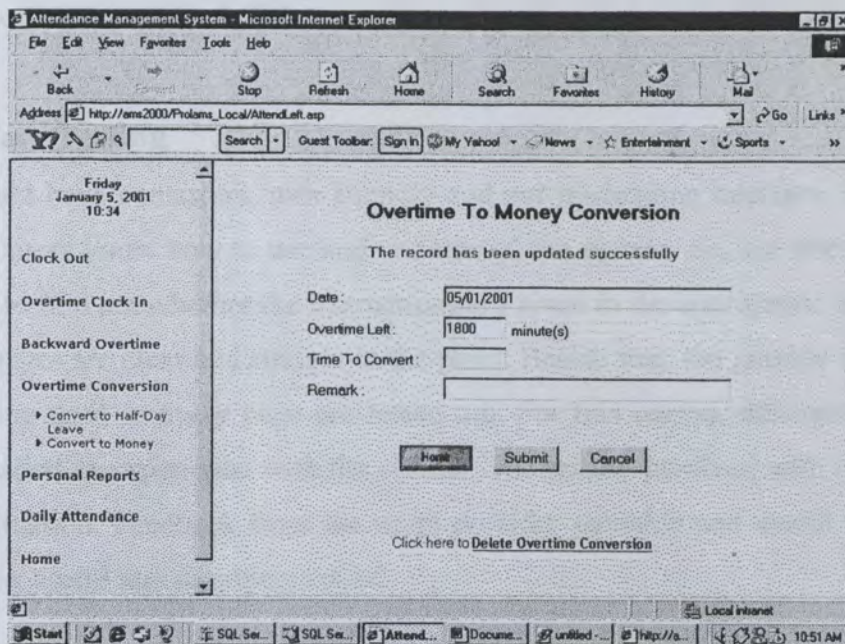 Attendance Management System - Microsoft Internet Explorer
File Edit View Favorites Tools Help
Back Forward Stop Refresh Home Search Favorites History Mail
Address http://ams2000/Prolams_Local/AttendLeft.asp Go Links »
Y! Search Guest Toolbar: Sign In My Yahoo! News Entertainment Sports »
Friday
January 5, 2001
10:34
Clock Out
Overtime Clock In
Backward Overtime
Overtime Conversion
Convert to Half-Day
Leave
Convert to Money
Personal Reports
Daily Attendance
Home
Overtime To Money Conversion
The record has been updated successfully
Date : 05/01/2001
Overtime Left : 1800 minute(s)
Time To Convert :
Remark :
Home Submit Cancel
Click here to Delete Overtime Conversion
Local intranet
Start SQL Ser... SQL Ser... Attend... Docume... untitled -... http://a... 10:51 AM